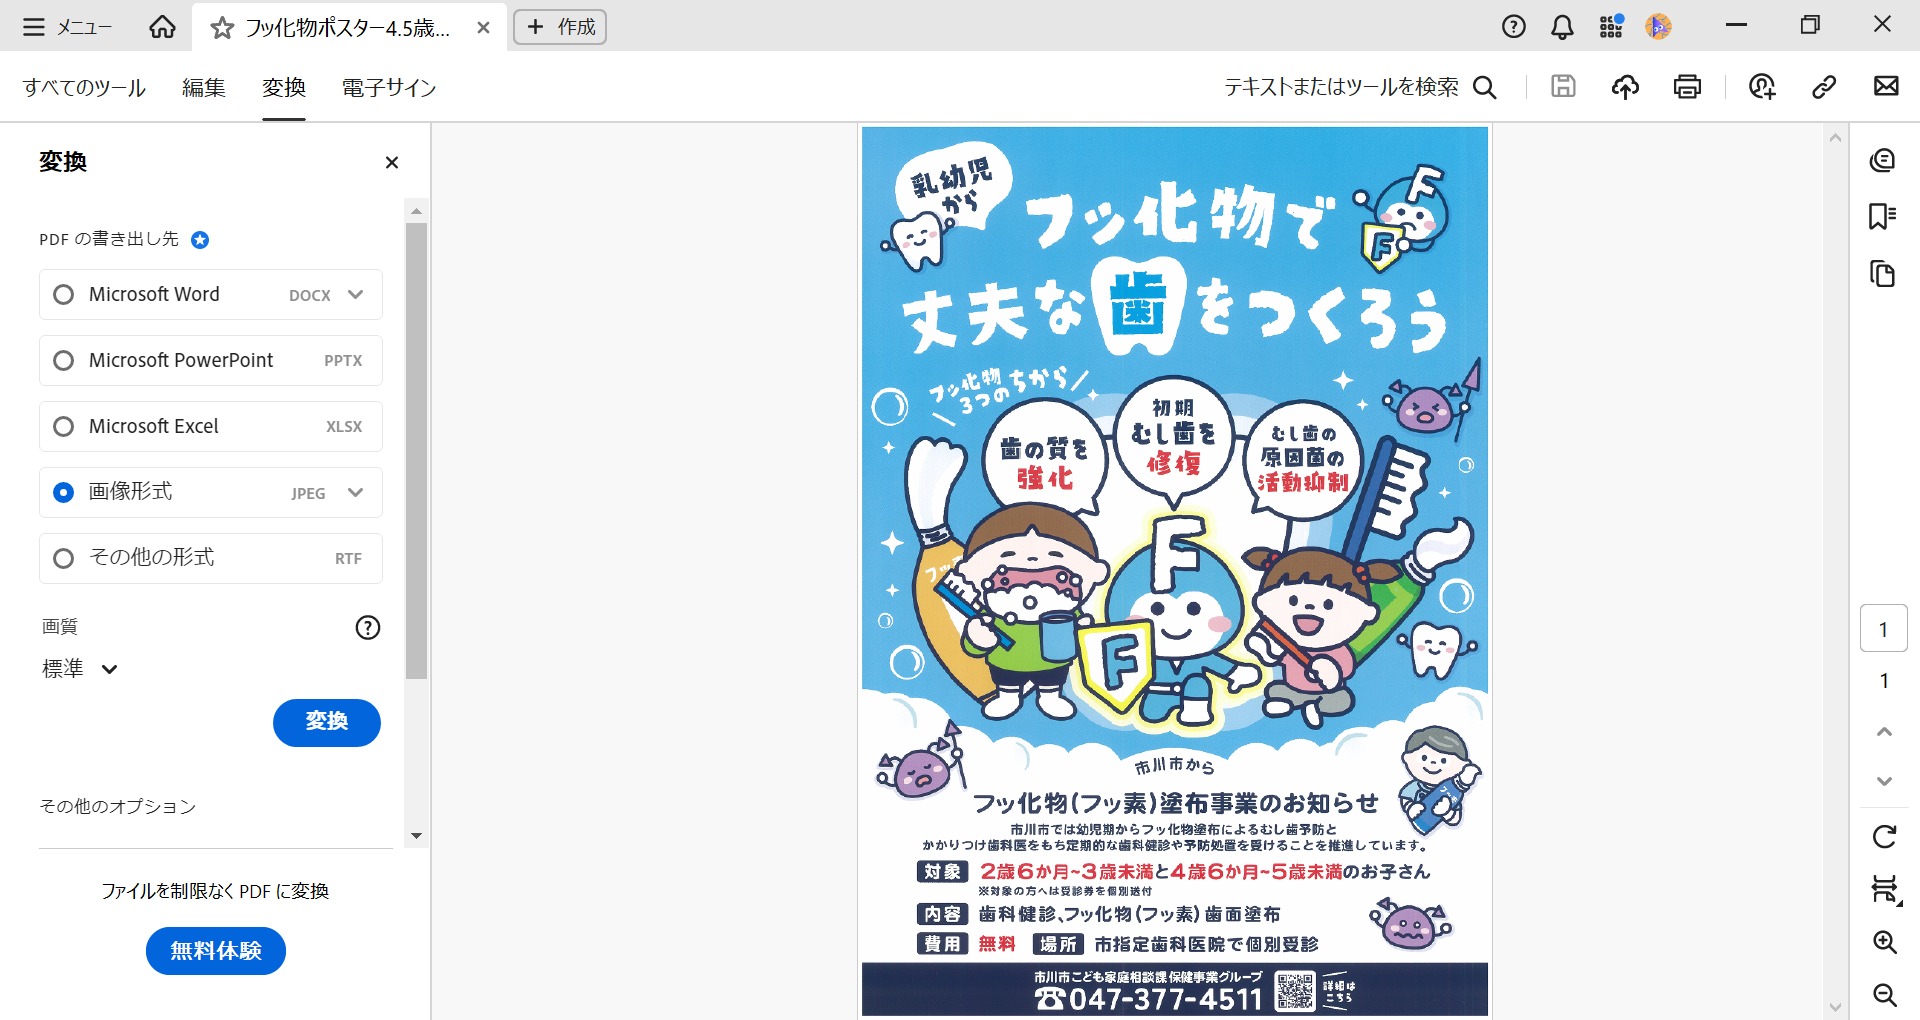 メニュー
フッ化物ポスター4.5歳...
作成
すべてのツール
編集
変換
電子サイン
テキストまたはツールを検索
変換
PDF の書き出し先
Microsoft Word DOCX
Microsoft PowerPoint PPTX
Microsoft Excel XLSX
画像形式 JPEG
その他の形式 RTF
画質
標準
変換
その他のオプション
ファイルを制限なく PDF に変換
無料体験
乳幼児
から
フッ化物で
丈夫な歯をつくろう
F
F
フッ化物
3つのちから
歯の質を
強化
初期
むし歯を
修復
むし歯の
原因菌の
活動抑制
F
F
市川市から
フッ化物(フッ素)塗布事業のお知らせ
市川市では幼児期からフッ化物塗布によるむし歯予防と
かかりつけ歯科医をもち定期的な歯科健診や予防処置を受けることを推進しています。
対象 2歳6か月~3歳未満と4歳6か月~5歳未満のお子さん
※対象の方へは受診券を個別送付
内容 歯科健診、フッ化物(フッ素)歯面塗布
費用 無料 場所 市指定歯科医院で個別受診
市川市こども家庭相談課 保健事業グループ
☎047-377-4511
詳細は
こちら
1
1